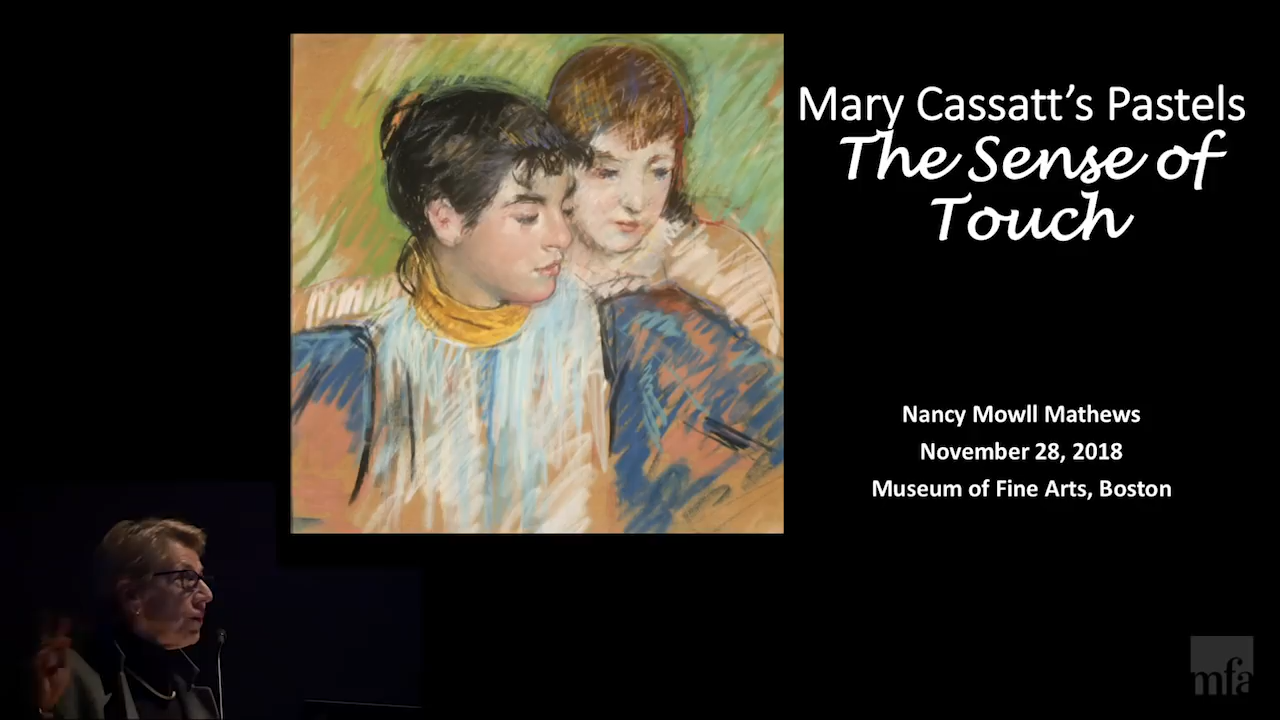 Mary Cassatt's Pastels
The Sense of
Touch
Nancy Mowll Mathews
November 28, 2018
Museum of Fine Arts, Boston
mfa